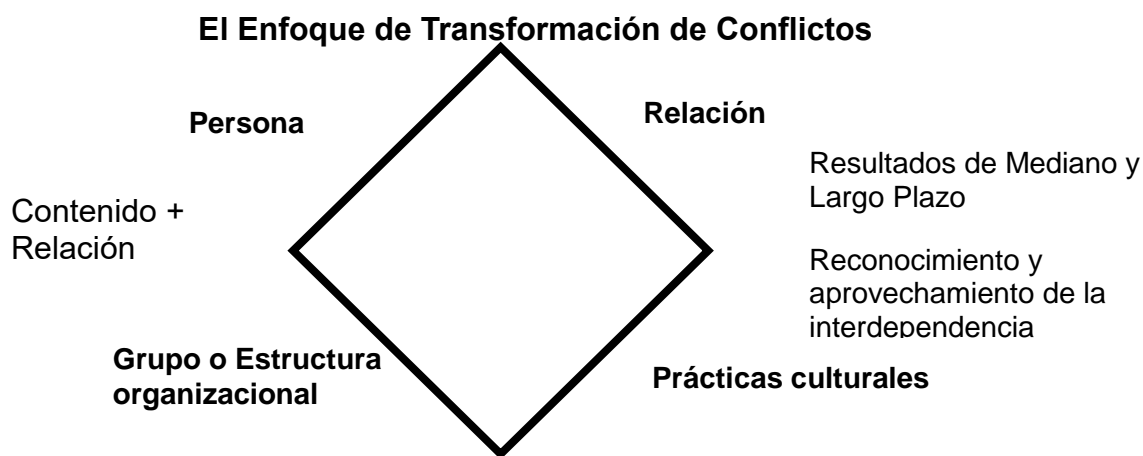 El Enfoque de Transformación de Conflictos
Persona
Relación
Contenido +
Relación
Resultados de Mediano y
Largo Plazo
Reconocimiento y
aprovechamiento de la
interdependencia
Grupo o Estructura
organizacional
Prácticas culturales